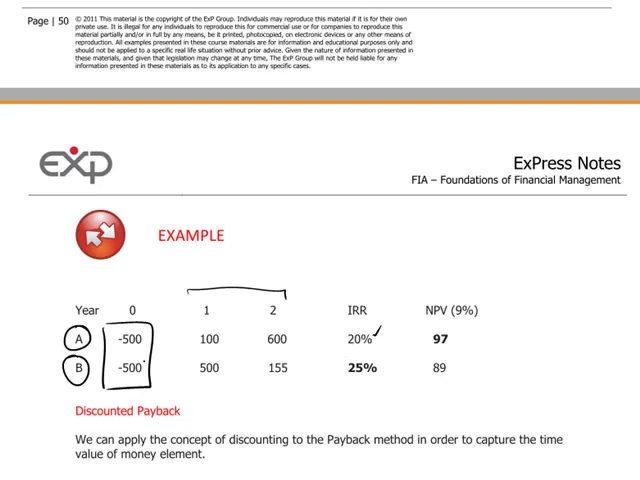 Page | 50
© 2011 This material is the copyright of the ExP Group. Individuals may reproduce this material if it is for their own
private use. It is illegal for any individuals to reproduce this for commercial use or for companies to reproduce this
material partially and/or in full by any means, be it printed, photocopied, on electronic devices or any other means of
reproduction. All examples presented in these course materials are for information and educational purposes only and
should not be applied to a specific real life situation without prior advice. Given the nature of information presented in
these materials, and given that legislation may change at any time, The ExP Group will not be held liable for any
information presented in these materials as to its application to any specific cases.
exp
ExPress Notes
FIA – Foundations of Financial Management
EXAMPLE
Year 0 1 2 IRR NPV (9%)
A -500 100 600 20% 97
B -500 500 155 25% 89
Discounted Payback
We can apply the concept of discounting to the Payback method in order to capture the time
value of money element.